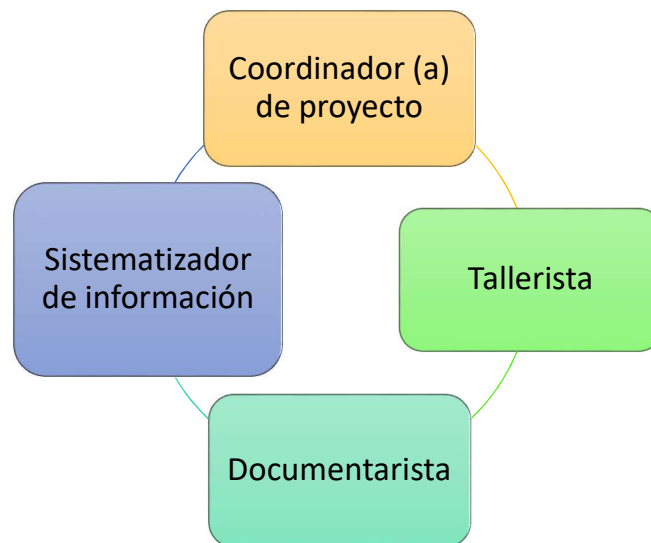 Coordinador (a)
de proyecto
Sistematizador
de información
Tallerista
Documentarista